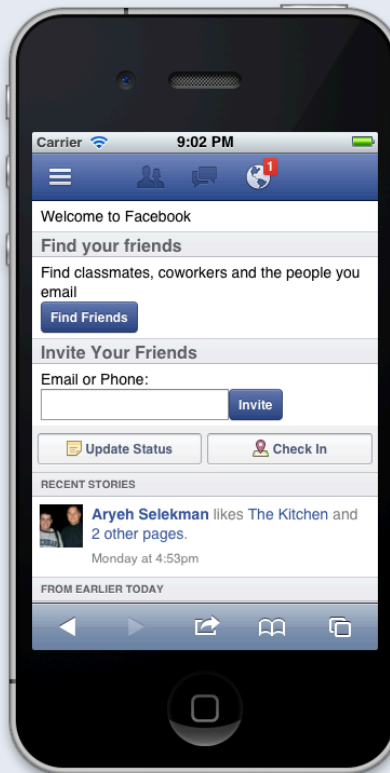 Carrier 9:02 PM
1
Welcome to Facebook
Find your friends
Find classmates, coworkers and the people you
email
Find Friends
Invite Your Friends
Email or Phone:
Invite
Update Status Check In
RECENT STORIES
Aryeh Selekman likes The Kitchen and
2 other pages.
Monday at 4:53pm
FROM EARLIER TODAY